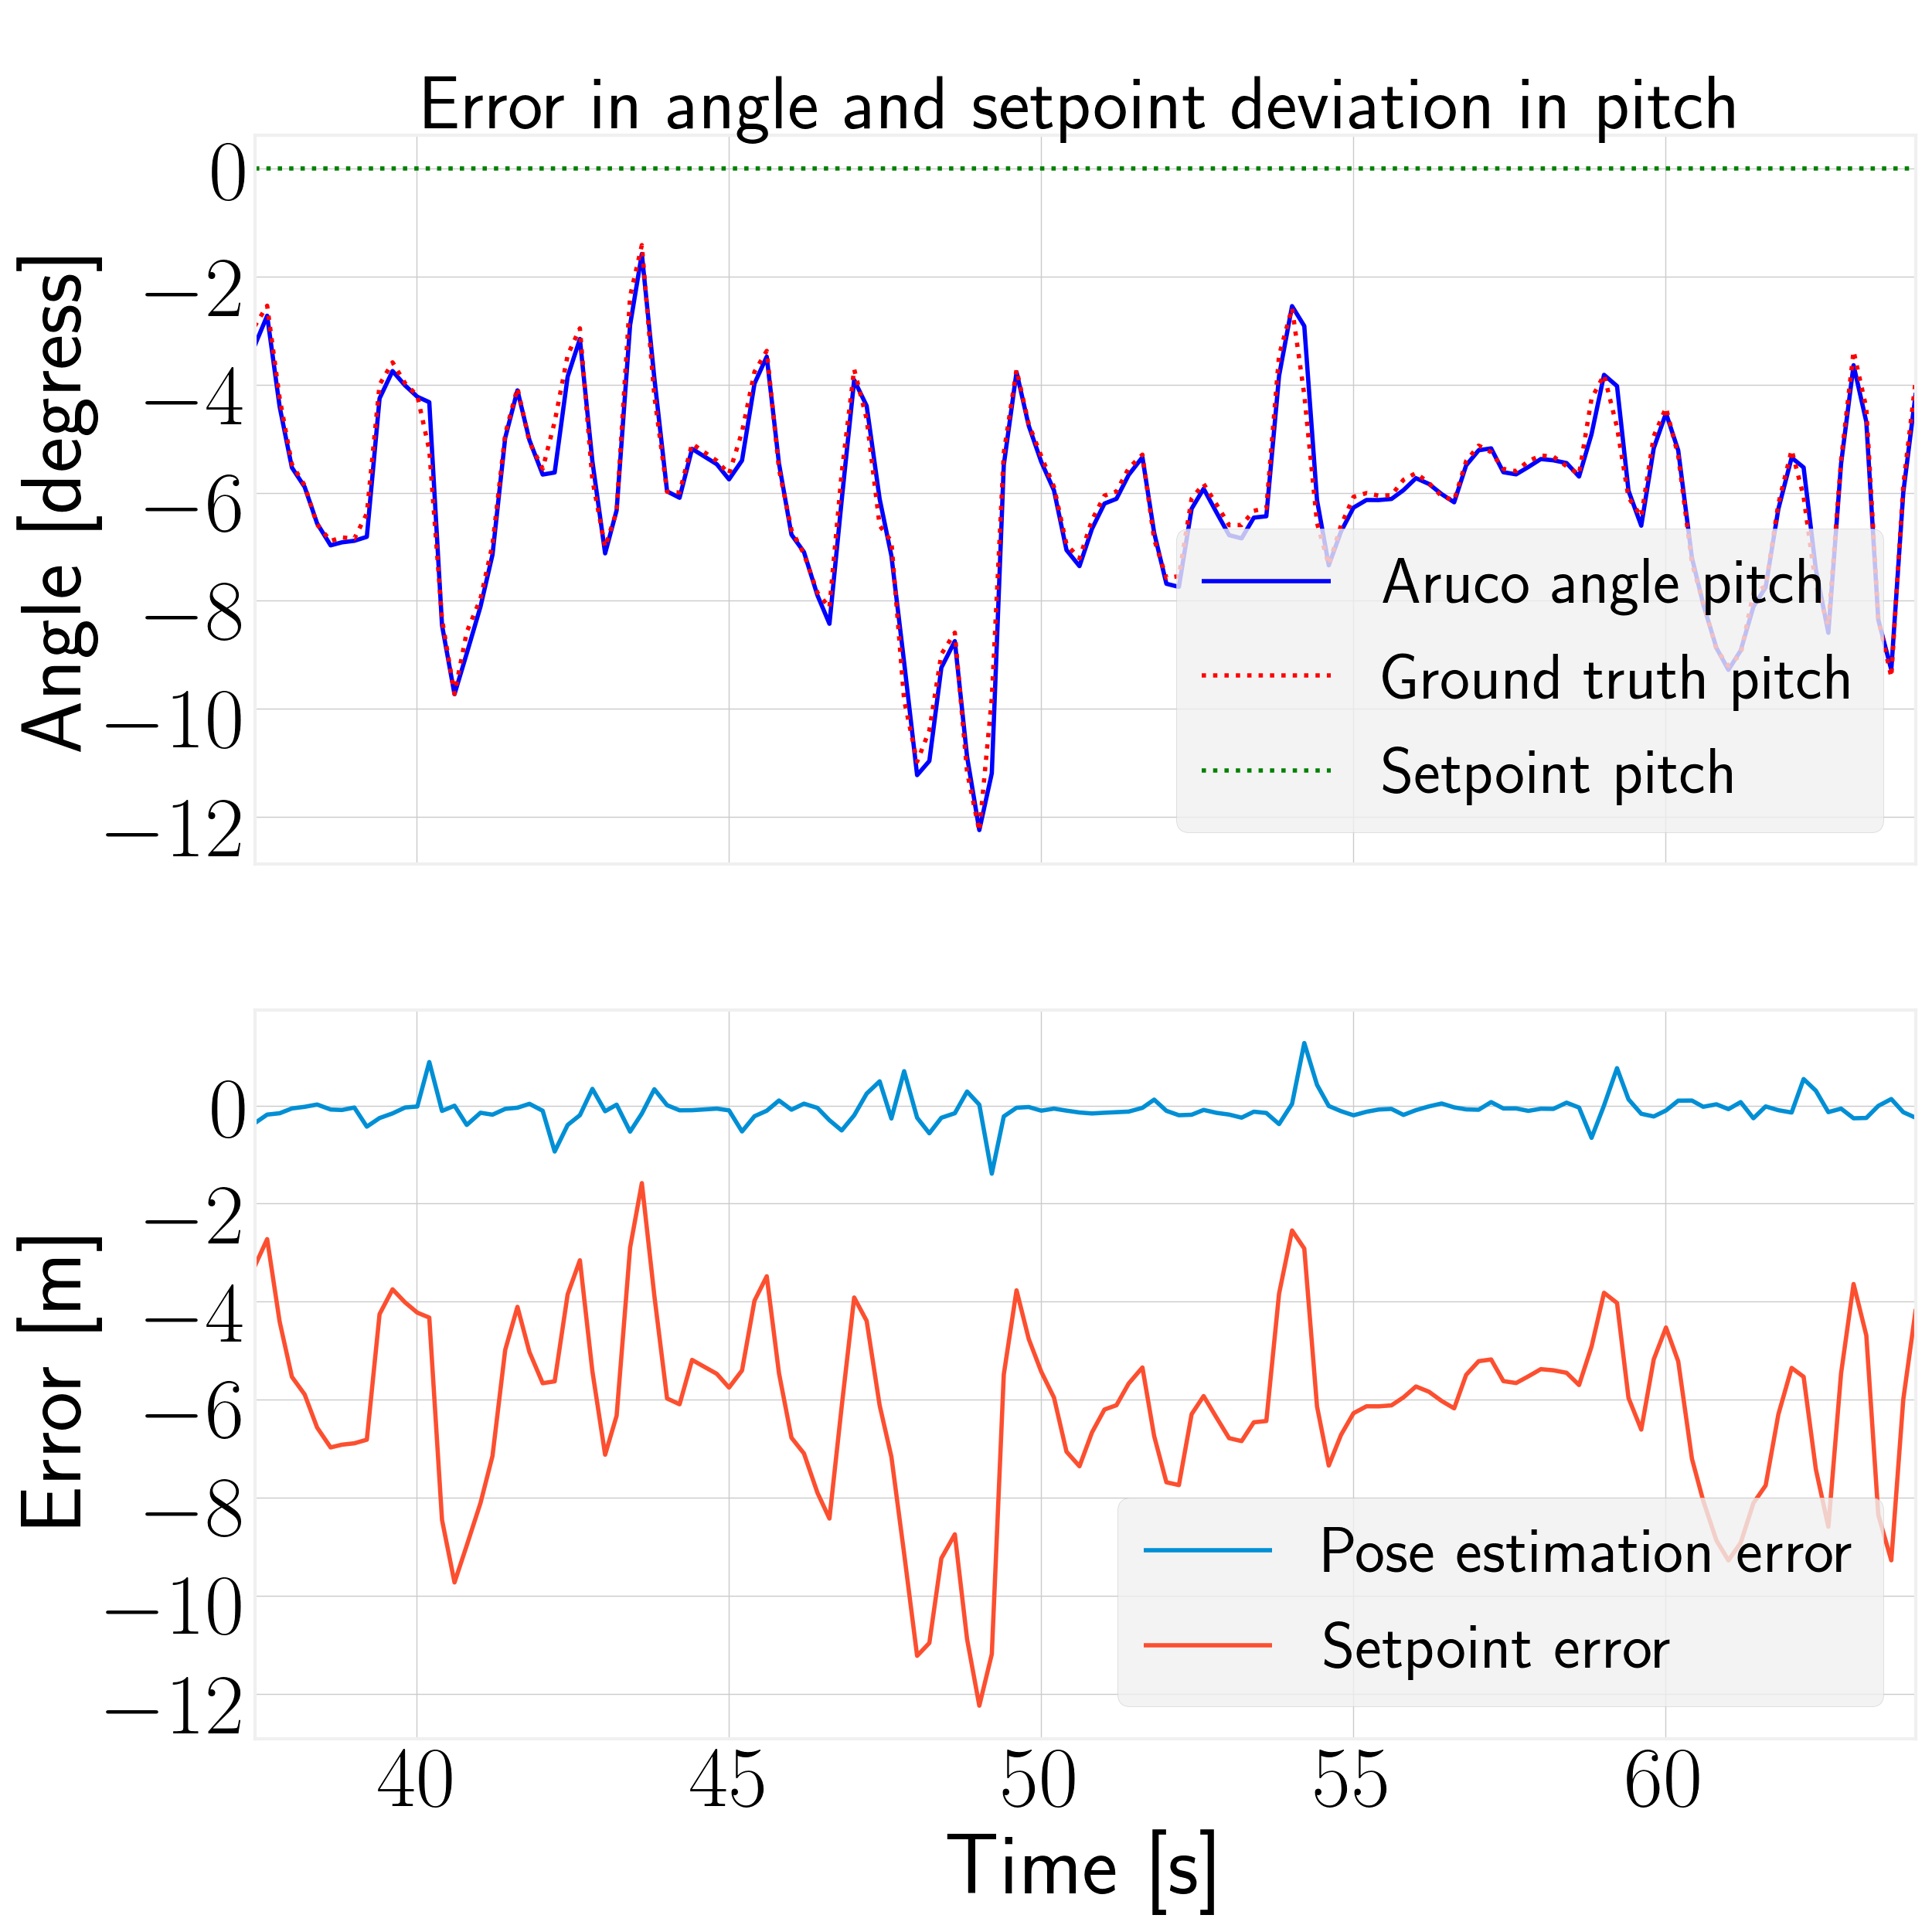 Error in angle and setpoint deviation in pitch
Angle [degress]
0
−2
−4
−6
−8
−10
−12
Aruco angle pitch
Ground truth pitch
Setpoint pitch
Error [m]
0
−2
−4
−6
−8
−10
−12
Pose estimation error
Setpoint error
40 45 50 55 60
Time [s]